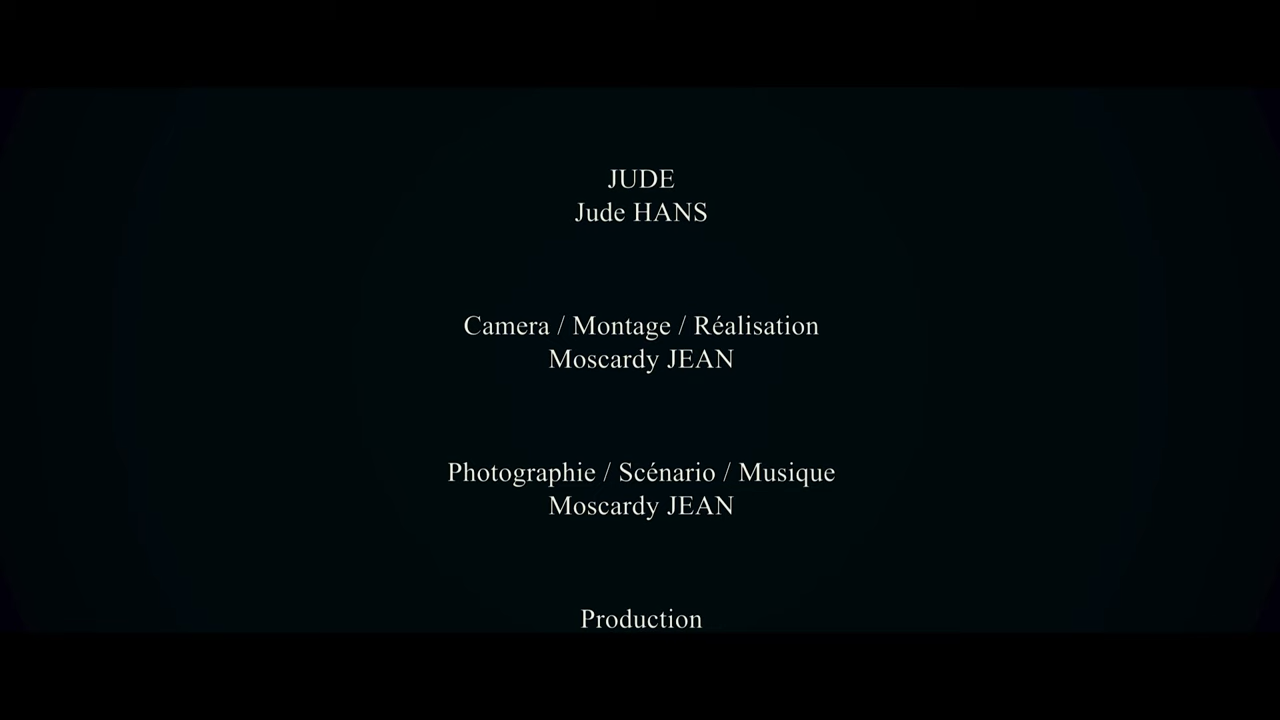 JUDE
Jude HANS
Camera / Montage / Réalisation
Moscardy JEAN
Photographie / Scénario / Musique
Moscardy JEAN
Production